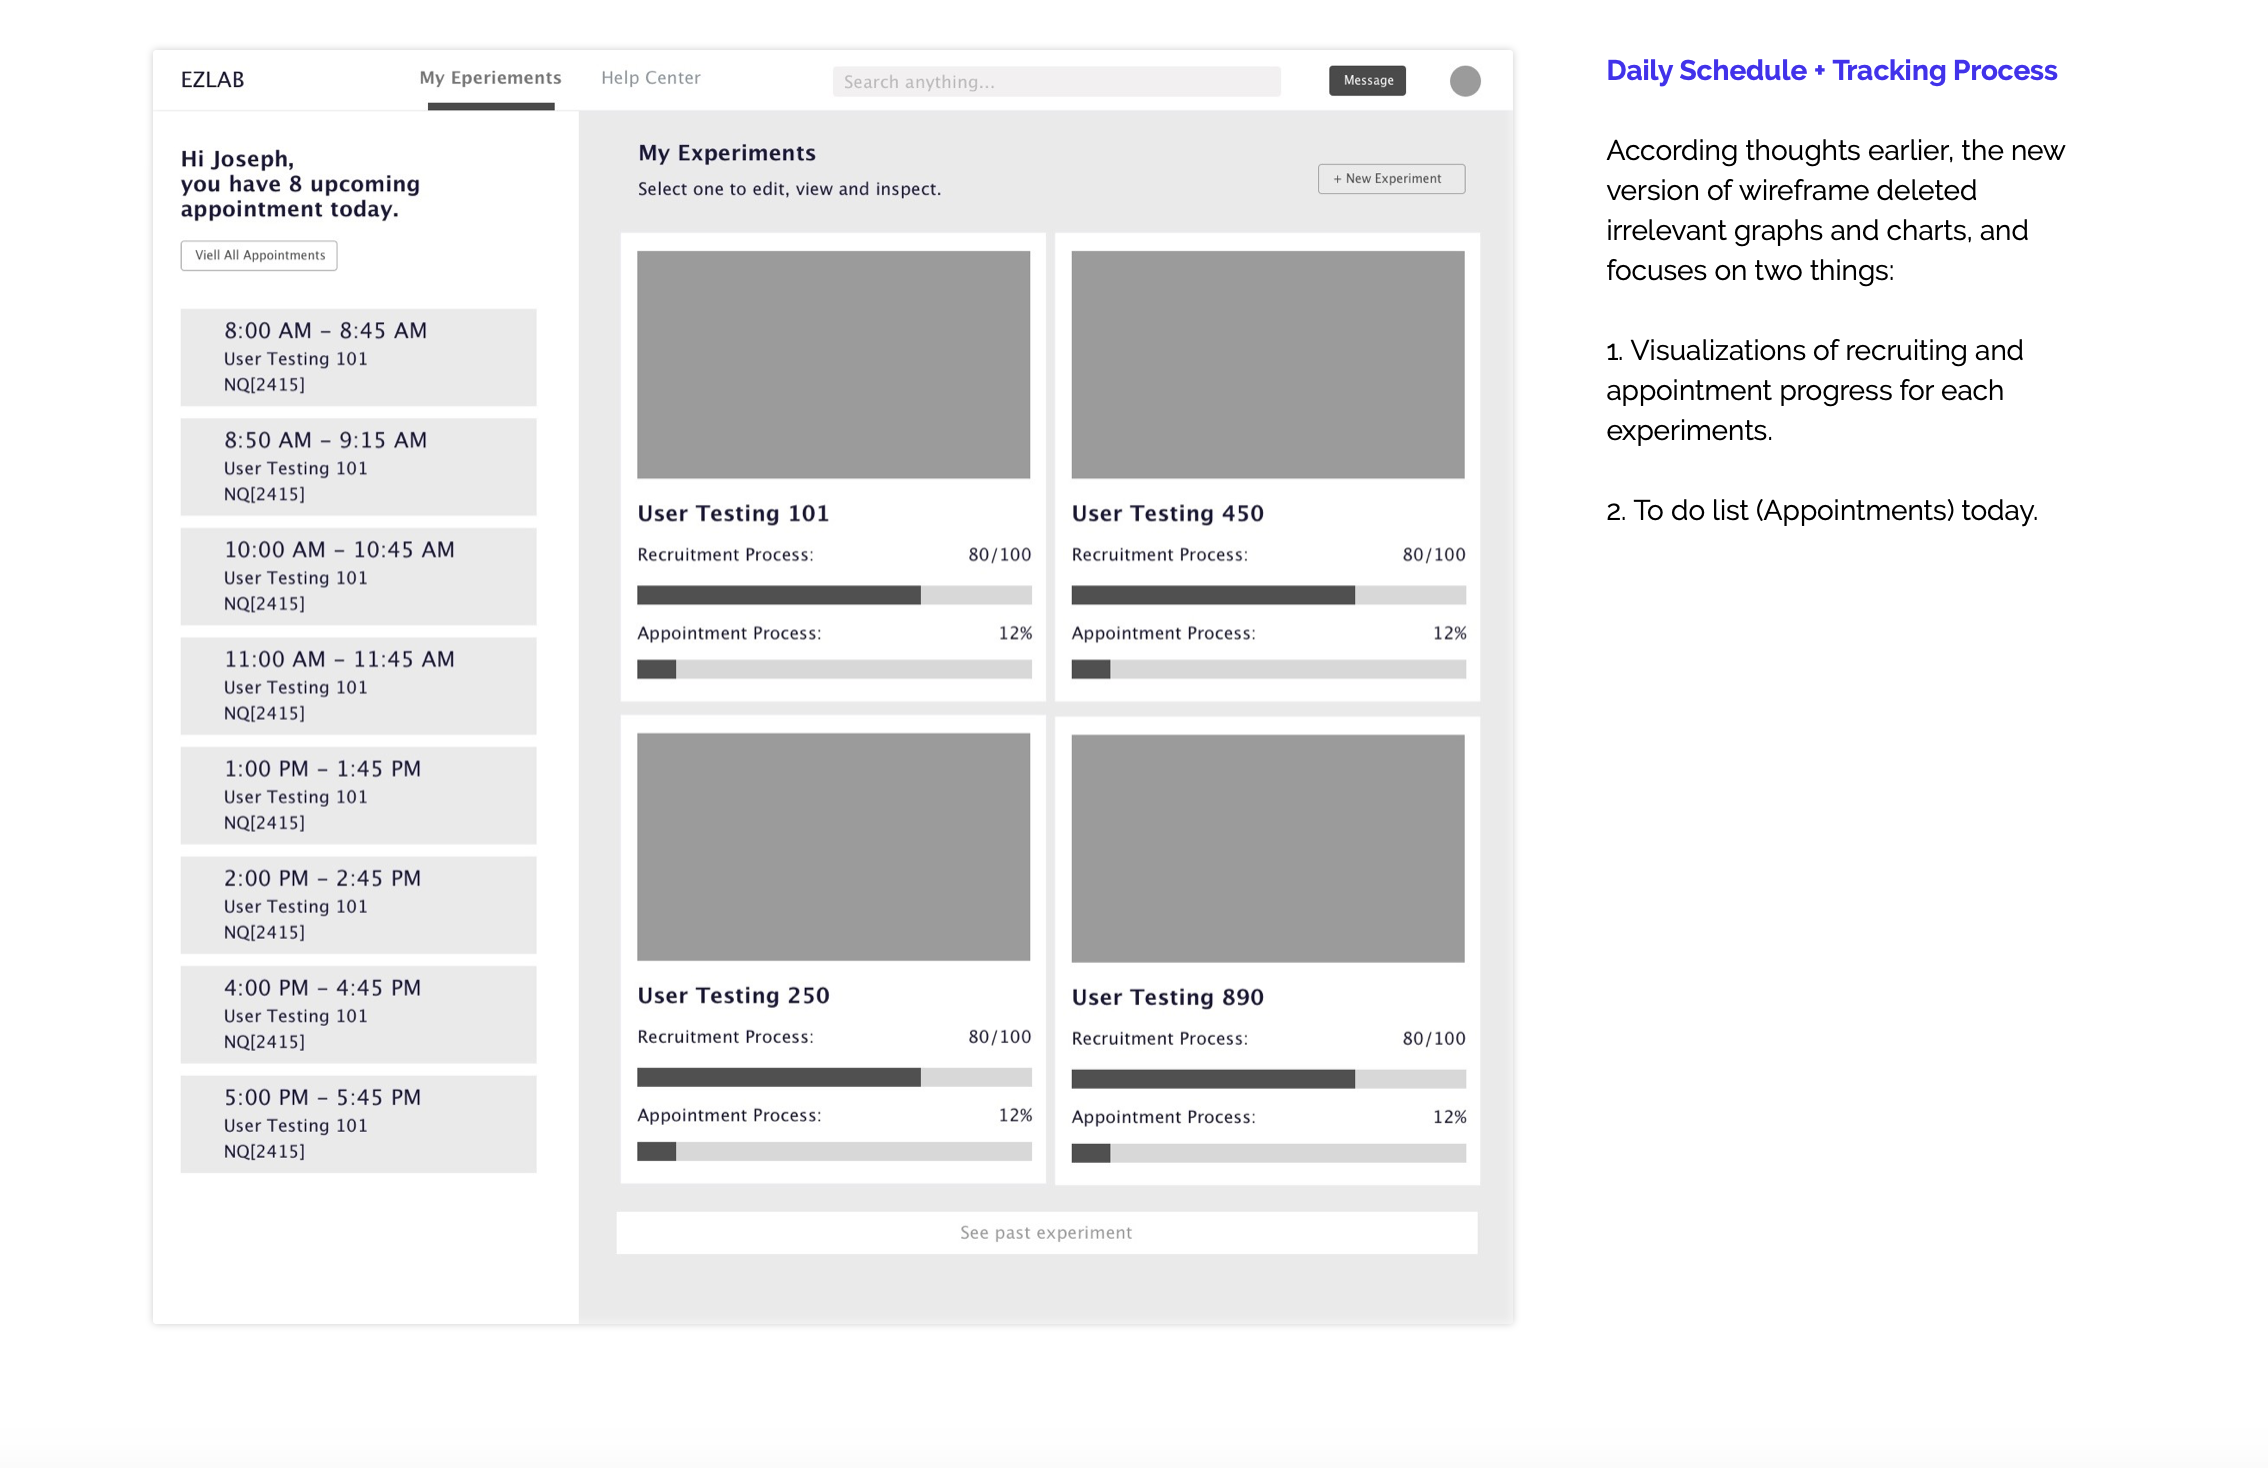 EZLAB
My Eperiements
Help Center
Search anything...
Message
Hi Joseph,
you have 8 upcoming
appointment today.
Viell All Appointments
8:00 AM – 8:45 AM
User Testing 101
NQ[2415]
8:50 AM – 9:15 AM
User Testing 101
NQ[2415]
10:00 AM – 10:45 AM
User Testing 101
NQ[2415]
11:00 AM – 11:45 AM
User Testing 101
NQ[2415]
1:00 PM – 1:45 PM
User Testing 101
NQ[2415]
2:00 PM – 2:45 PM
User Testing 101
NQ[2415]
4:00 PM – 4:45 PM
User Testing 101
NQ[2415]
5:00 PM – 5:45 PM
User Testing 101
NQ[2415]
My Experiments
Select one to edit, view and inspect.
+ New Experiment
User Testing 101
Recruitment Process: 80/100
Appointment Process: 12%
User Testing 450
Recruitment Process: 80/100
Appointment Process: 12%
User Testing 250
Recruitment Process: 80/100
Appointment Process: 12%
User Testing 890
Recruitment Process: 80/100
Appointment Process: 12%
See past experiment
Daily Schedule + Tracking Process
According thoughts earlier, the new
version of wireframe deleted
irrelevant graphs and charts, and
focuses on two things:
1. Visualizations of recruiting and
appointment progress for each
experiments.
2. To do list (Appointments) today.